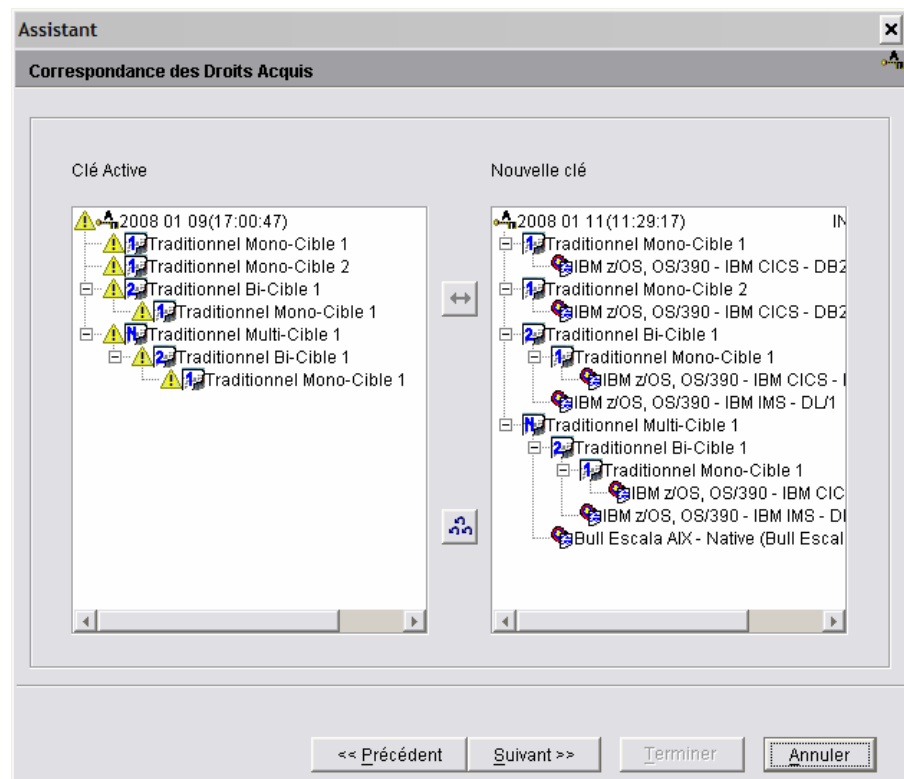 Assistant
Correspondance des Droits Acquis
Clé Active
2008 01 09(17:00:47)
Traditionnel Mono-Cible 1
Traditionnel Mono-Cible 2
Traditionnel Bi-Cible 1
Traditionnel Mono-Cible 1
Traditionnel Multi-Cible 1
Traditionnel Bi-Cible 1
Traditionnel Mono-Cible 1
Nouvelle clé
2008 01 11(11:29:17) IN
Traditionnel Mono-Cible 1
IBM z/OS, OS/390 - IBM CICS - DB2
Traditionnel Mono-Cible 2
IBM z/OS, OS/390 - IBM CICS - DB2
Traditionnel Bi-Cible 1
Traditionnel Mono-Cible 1
IBM z/OS, OS/390 - IBM CICS -
IBM z/OS, OS/390 - IBM IMS - DL/1
Traditionnel Multi-Cible 1
Traditionnel Bi-Cible 1
Traditionnel Mono-Cible 1
IBM z/OS, OS/390 - IBM CIC
IBM z/OS, OS/390 - IBM IMS - DI
Bull Escala AIX - Native (Bull Escal
<< Précédent
Suivant >>
Terminer
Annuler